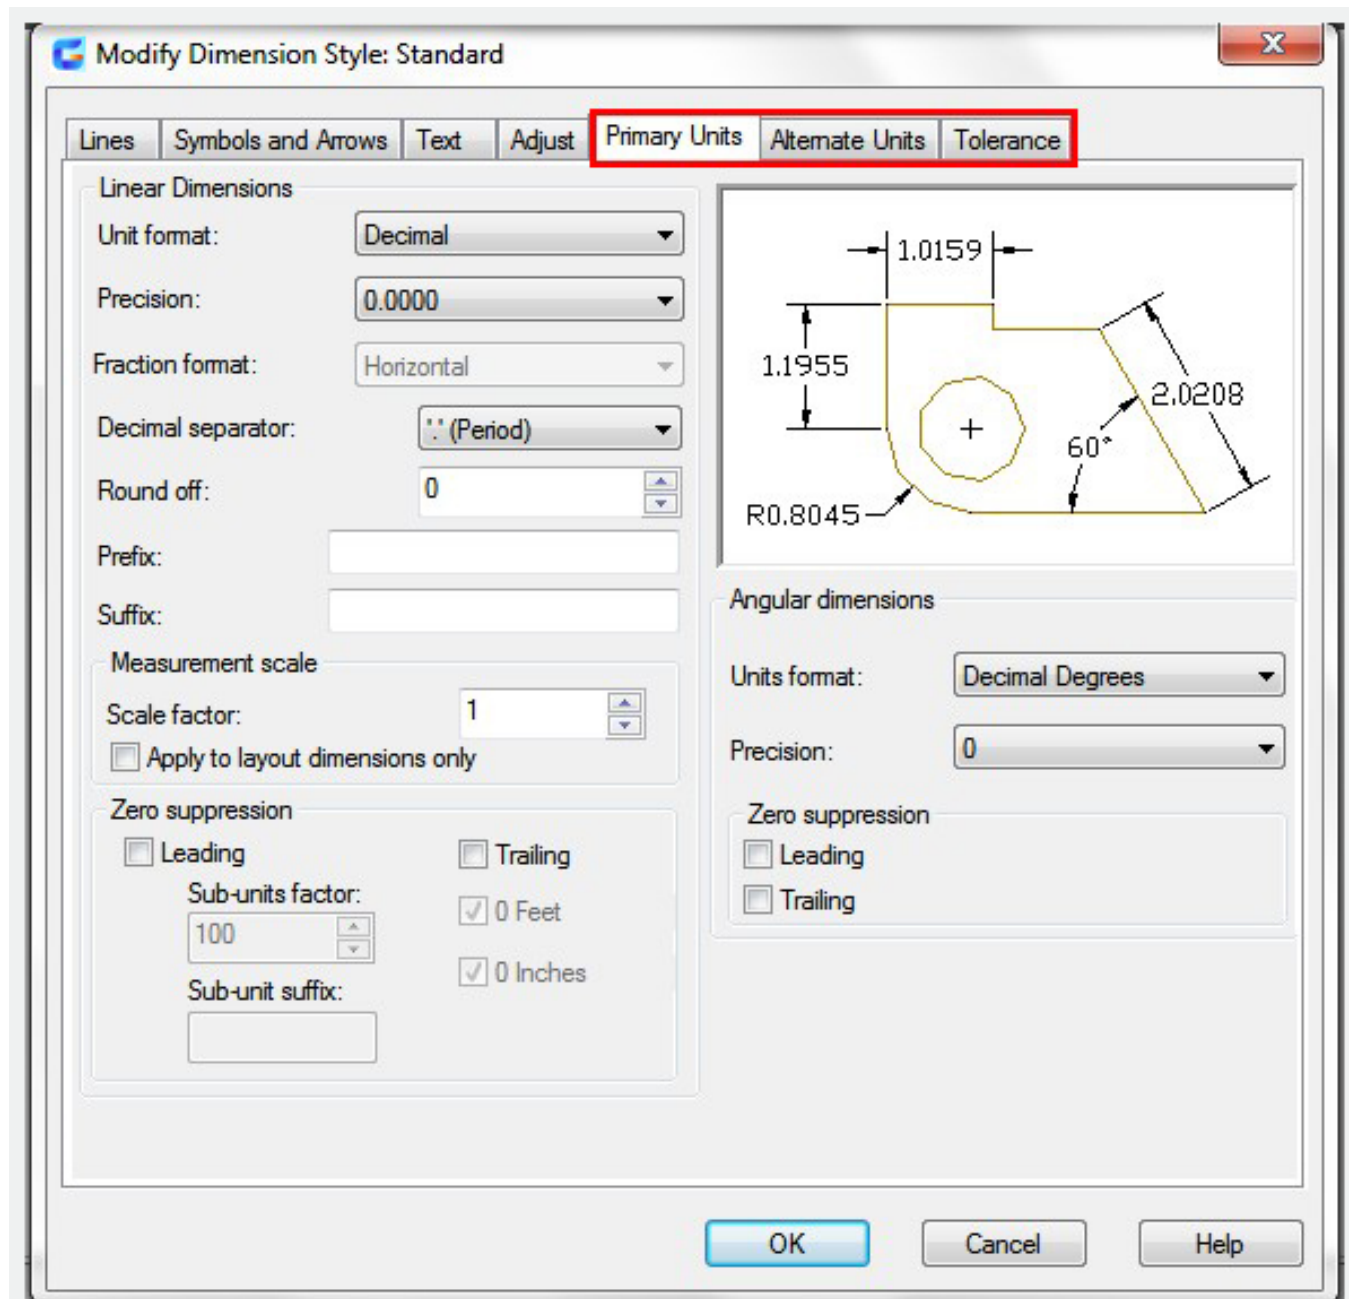 Modify Dimension Style: Standard
X
Lines Symbols and Arrows Text Adjust Primary Units Alternate Units Tolerance
Linear Dimensions
Unit format: Decimal
Precision: 0.0000
Fraction format: Horizontal
Decimal separator: '.' (Period)
Round off: 0
Prefix:
Suffix:
Measurement scale
Scale factor: 1
Apply to layout dimensions only
Zero suppression
Leading Trailing
Sub-units factor: 0 Feet
100
0 Inches
Sub-unit suffix:
1.0159
1.1955
2.0208
60°
R0.8045
Angular dimensions
Units format: Decimal Degrees
Precision: 0
Zero suppression
Leading
Trailing
OK Cancel Help